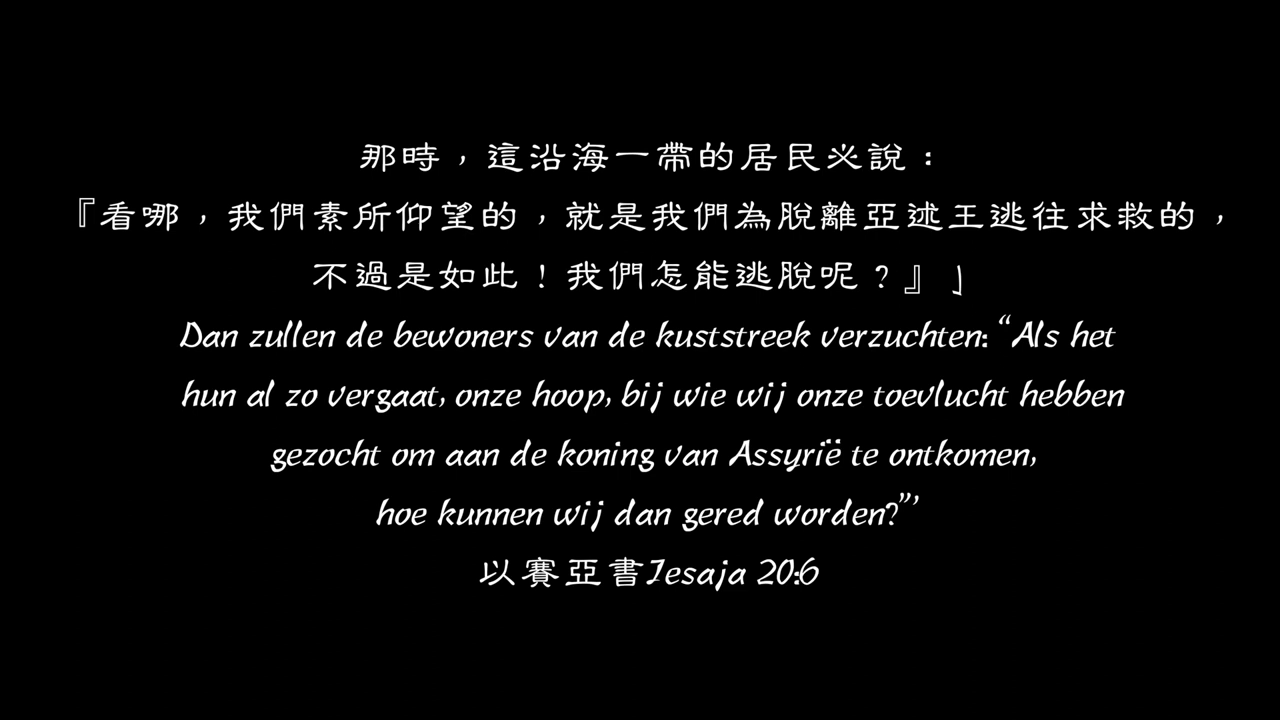 那時，這沿海一帶的居民必說：
『看哪，我們素所仰望的，就是我們為脫離亞述王逃往求救的，
不過是如此！我們怎能逃脫呢？』」
Dan zullen de bewoners van de kuststreek verzuchten: “Als het
hun al zo vergaat, onze hoop, bij wie wij onze toevlucht hebben
gezocht om aan de koning van Assyrië te ontkomen,
hoe kunnen wij dan gered worden?”’
以賽亞書Jesaja 20:6